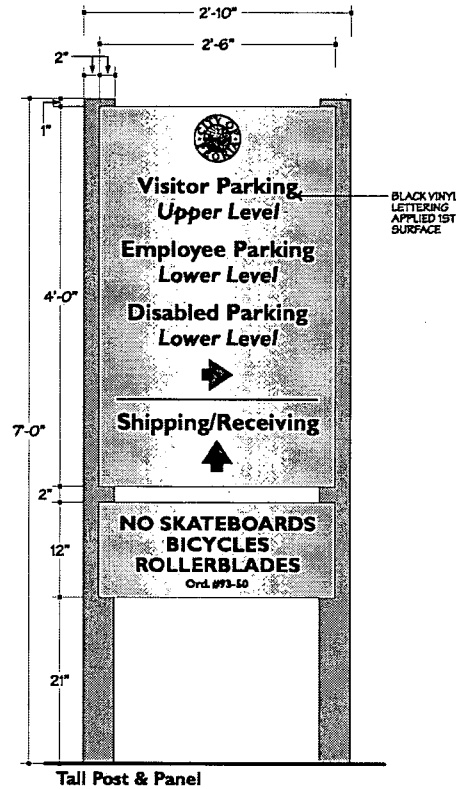 2'-10"
2'-6"
2"
1"
CITY OF
Visitor Parking
Upper Level
BLACK VINYL
LETTERING
APPLIED 1ST
SURFACE
Employee Parking
Lower Level
4'-0"
Disabled Parking
Lower Level
Shipping/Receiving
7'-0"
2"
NO SKATEBOARDS
BICYCLES
ROLLERBLADES
Ord. #93-50
12"
21"
Tall Post & Panel